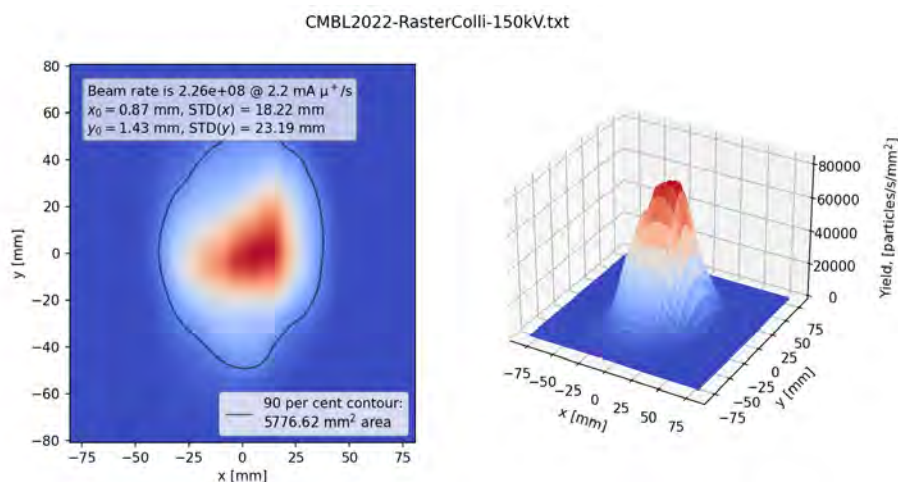 CMBL2022-RasterColli-150kV.txt
Beam rate is 2.26e+08 @ 2.2 mA μ⁺/s
x₀ = 0.87 mm, STD(x) = 18.22 mm
y₀ = 1.43 mm, STD(y) = 23.19 mm
80
60
40
20
0
−20
−40
−60
−80
y [mm]
90 per cent contour:
5776.62 mm² area
−75 −50 −25 0 25 50 75
x [mm]
80000
60000
40000
20000
0
Yield, [particles/s/mm²]
−75 −50 −25 0 25 50 75
x [mm]
−75 −50 −25 0 25 50 75
y [mm]